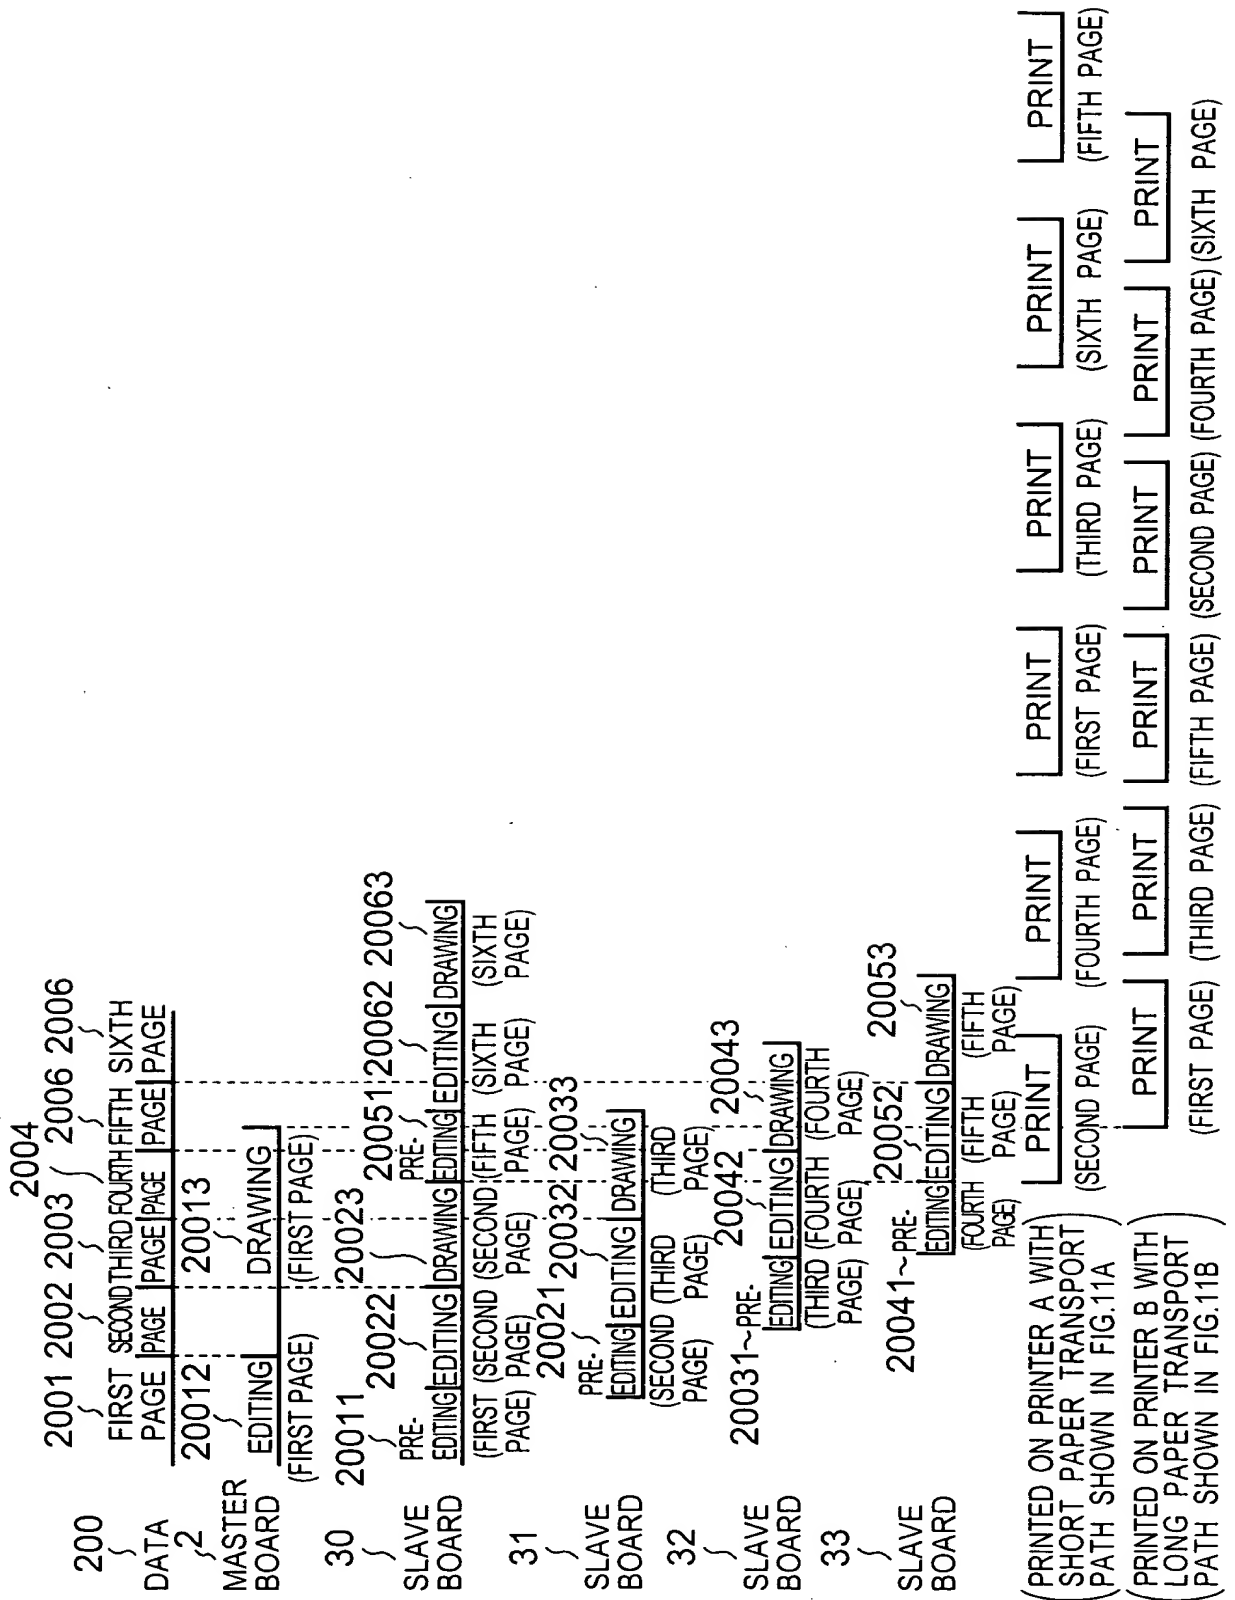 2004
2001 2002 2003 2006 2006
200 FIRST SECOND THIRD FOURTH FIFTH SIXTH
DATA PAGE PAGE PAGE PAGE PAGE PAGE
2 20012 20013
MASTER
BOARD EDITING DRAWING
(FIRST PAGE) (FIRST PAGE)
30 20011 20022 20023 20051 20062 20063
SLAVE PRE- PRE-
BOARD EDITING EDITING DRAWING EDITING EDITING DRAWING
(FIRST PAGE) (SECOND PAGE) (SECOND PAGE) (FIFTH PAGE) (SIXTH PAGE) (SIXTH PAGE)
31 20021 20032 20033
SLAVE PRE-
BOARD EDITING EDITING DRAWING
(SECOND PAGE) (THIRD PAGE) (THIRD PAGE)
32 20031~PRE- 20042 20043
SLAVE
BOARD EDITING EDITING DRAWING
(THIRD PAGE) (FOURTH PAGE) (FOURTH PAGE)
33 20041~PRE- 20052 20053
SLAVE
BOARD EDITING EDITING DRAWING
(FOURTH PAGE) (FIFTH PAGE) (FIFTH PAGE)
(PRINTED ON PRINTER A WITH
SHORT PAPER TRANSPORT
PATH SHOWN IN FIG.11A)
PRINT PRINT PRINT PRINT PRINT PRINT
(SECOND PAGE) (FOURTH PAGE) (FIRST PAGE) (THIRD PAGE) (SIXTH PAGE) (FIFTH PAGE)
(PRINTED ON PRINTER B WITH
LONG PAPER TRANSPORT
PATH SHOWN IN FIG.11B)
PRINT PRINT PRINT PRINT PRINT PRINT
(FIRST PAGE) (THIRD PAGE) (FIFTH PAGE) (SECOND PAGE) (FOURTH PAGE) (SIXTH PAGE)